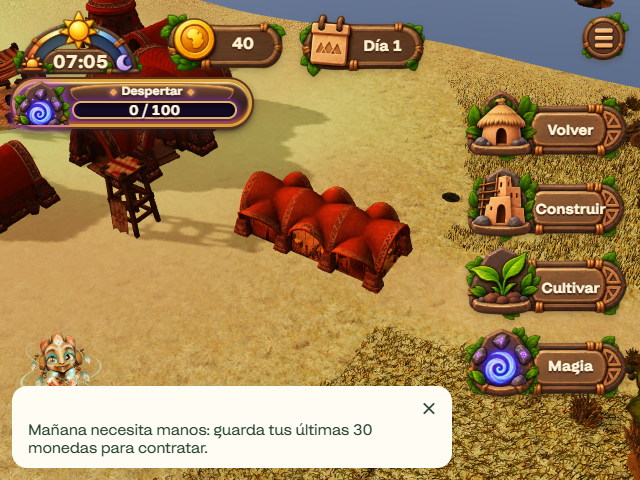 07:05
40
Día 1
Despertar
0 / 100
Volver
Construir
Cultivar
Magia
Mañana necesita manos: guarda tus últimas 30
monedas para contratar.